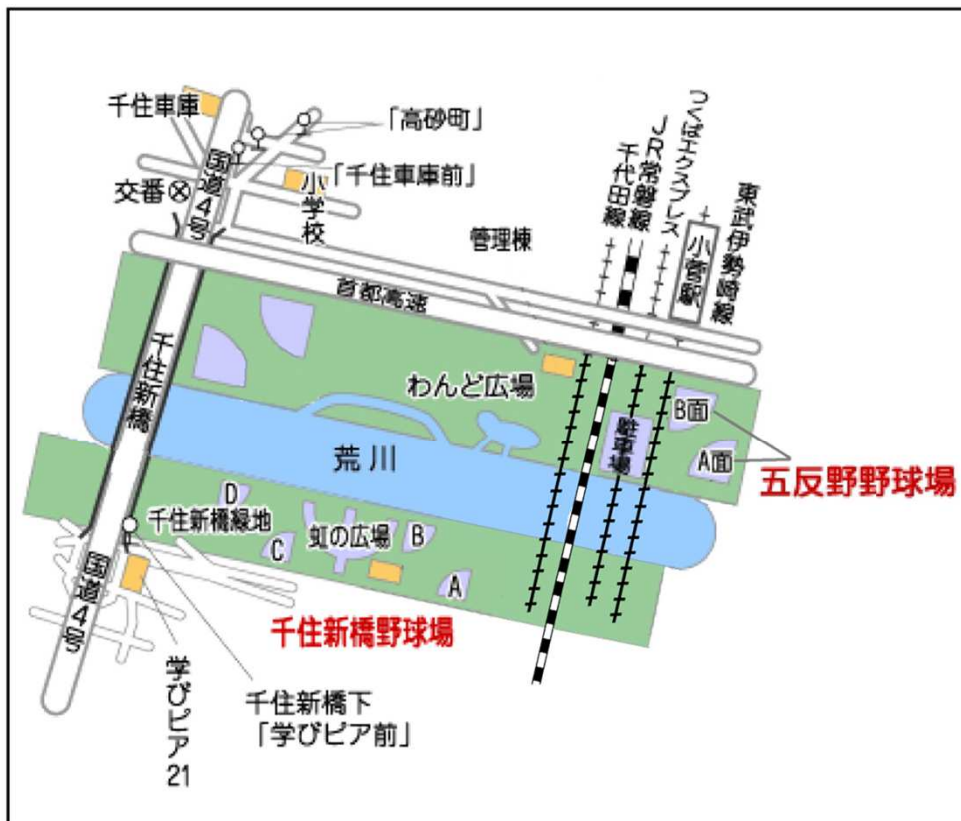 千住車庫
「高砂町」
「千住車庫前」
交番
国道4号
小学校
管理棟
千代田線
JR常磐線
つくばエクスプレス
小菅駅
東武伊勢崎線
首都高速
千住新橋
わんど広場
駐車場
B面
A面
五反野野球場
荒川
D
千住新橋緑地
C
虹の広場
B
A
国道4号
千住新橋野球場
学びピア21
千住新橋下
「学びピア前」